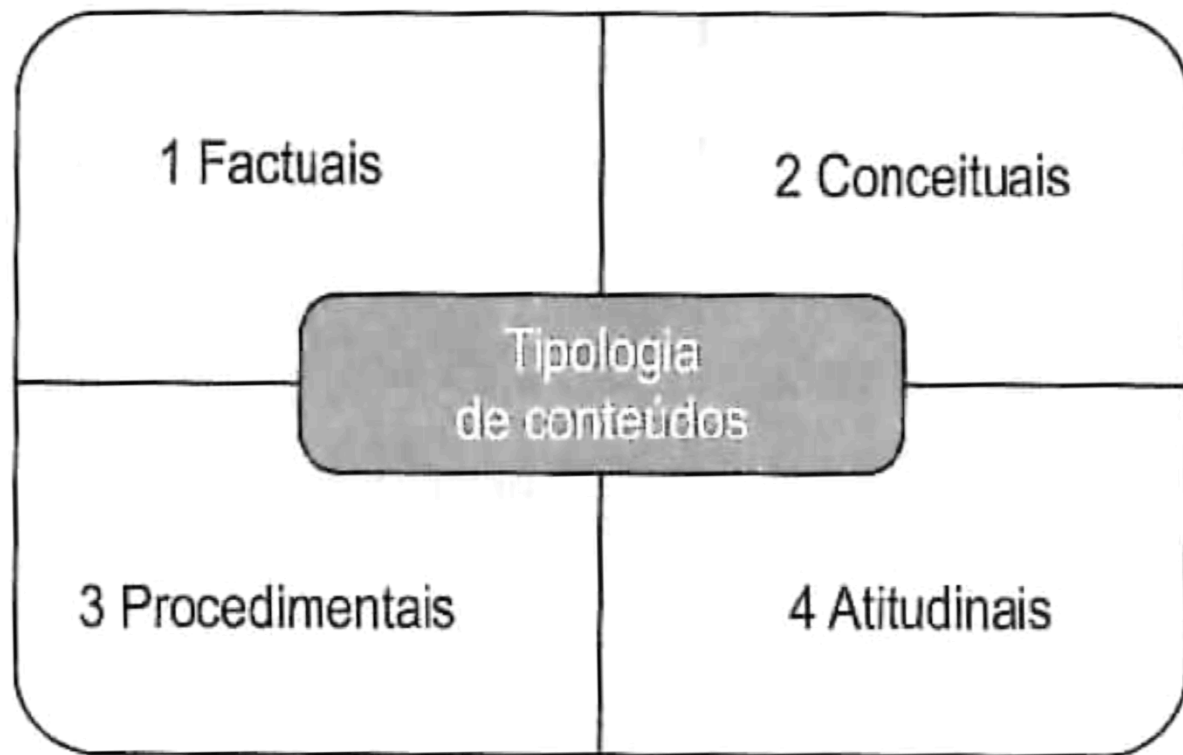 1 Factuais
2 Conceituais
Tipologia
de conteúdos
3 Procedimentais
4 Atitudinais